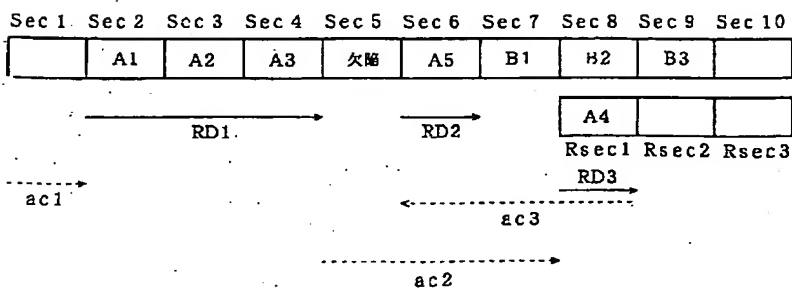 Sec 1 Sec 2 Sec 3 Sec 4 Sec 5 Sec 6 Sec 7 Sec 8 Sec 9 Sec 10
A1 A2 A3 欠陥 A5 B1 B2 B3
A4
RD1 RD2
Rsec1 Rsec2 Rsec3
RD3
ac1
ac3
ac2